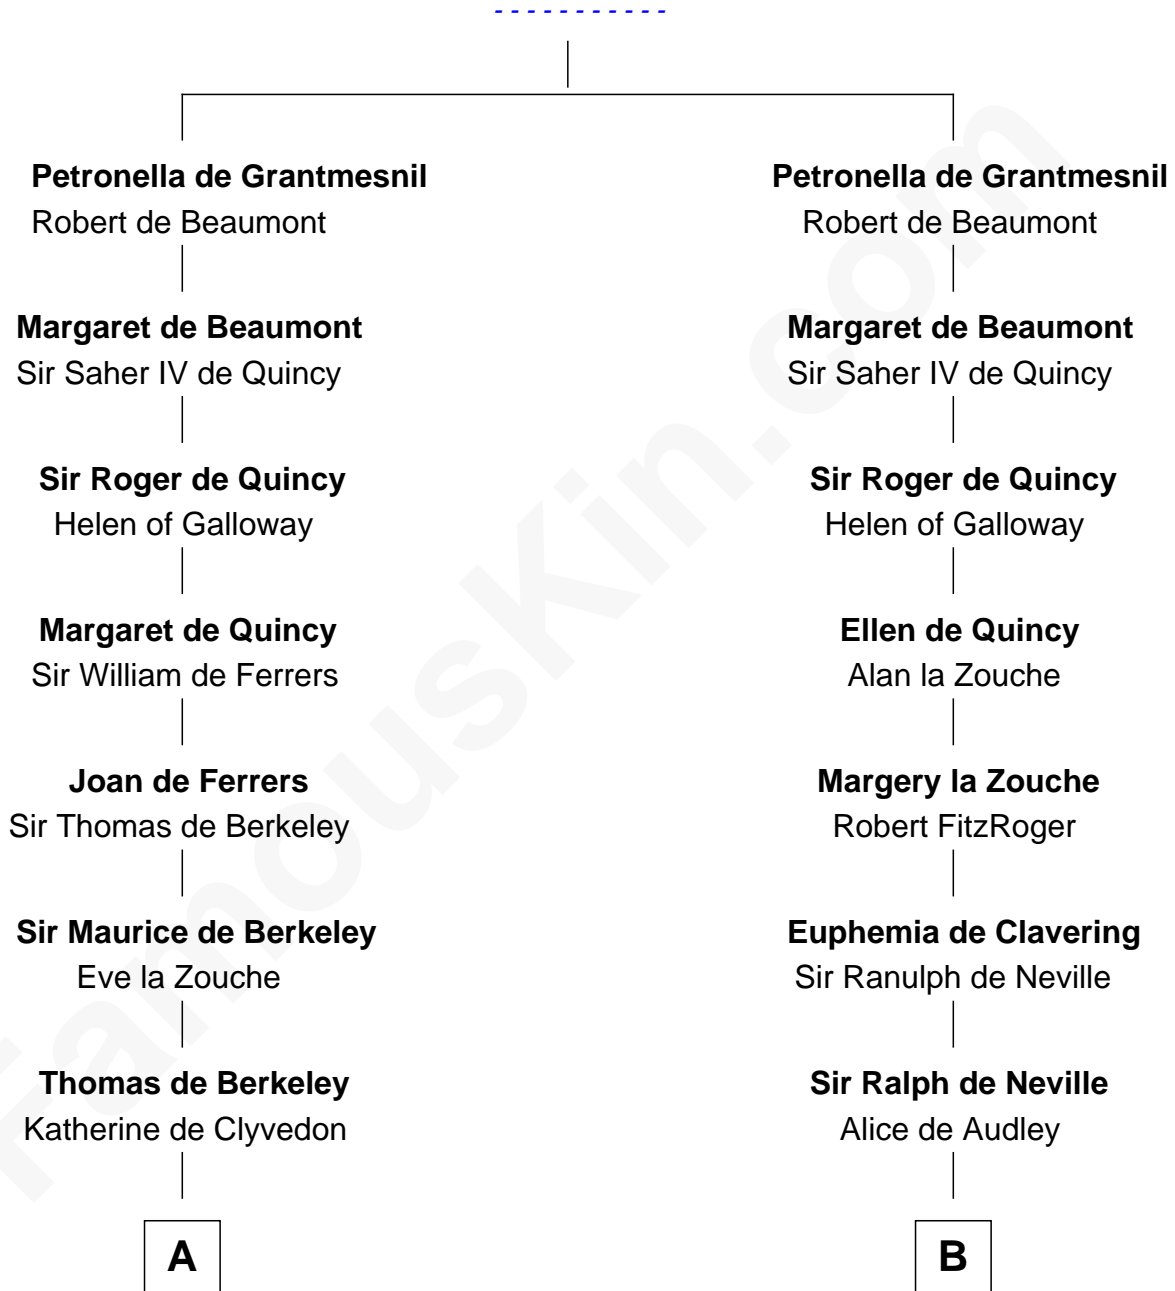 - - - - - - - - - - -
Petronella de Grantmesnil Petronella de Grantmesnil
Robert de Beaumont Robert de Beaumont
Margaret de Beaumont Margaret de Beaumont
Sir Saher IV de Quincy Sir Saher IV de Quincy
Sir Roger de Quincy Sir Roger de Quincy
Helen of Galloway Helen of Galloway
Margaret de Quincy Ellen de Quincy
Sir William de Ferrers Alan la Zouche
Joan de Ferrers Margery la Zouche
Sir Thomas de Berkeley Robert FitzRoger
Sir Maurice de Berkeley Euphemia de Clavering
Eve la Zouche Sir Ranulph de Neville
Thomas de Berkeley Sir Ralph de Neville
Katherine de Clyvedon Alice de Audley
A B
FamousKin.com